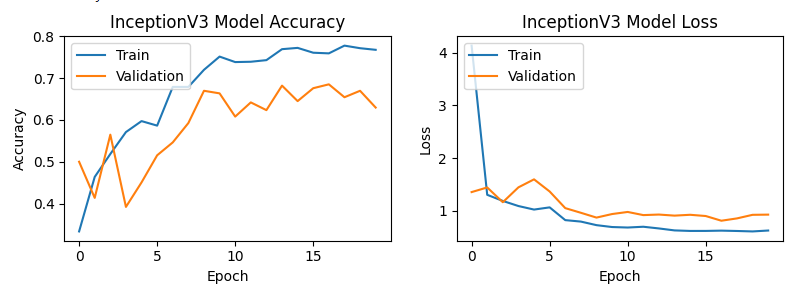 InceptionV3 Model Accuracy
0.8
0.7
0.6
0.5
0.4
Accuracy
Train
Validation
0
5
10
15
Epoch
InceptionV3 Model Loss
4
3
2
1
Loss
Train
Validation
0
5
10
15
Epoch